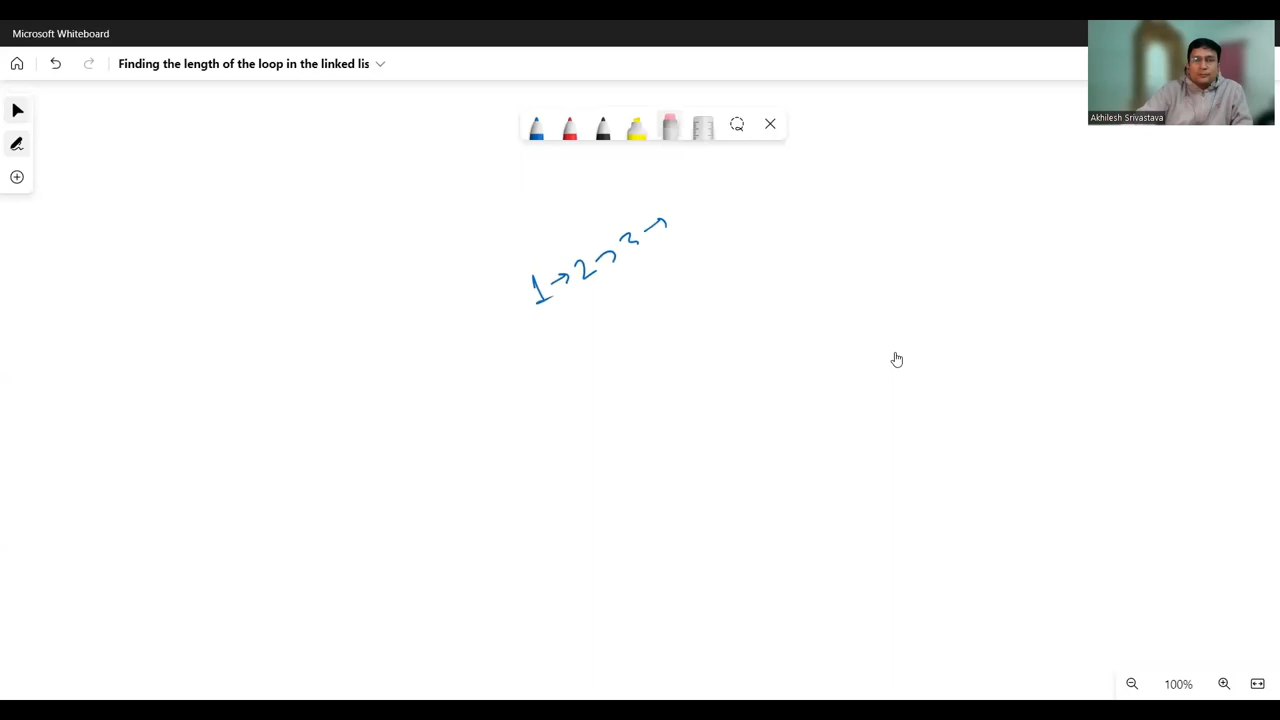 Microsoft Whiteboard
Finding the length of the loop in the linked lis
Akhilesh Srivastava
1 → 2 → 3 →
100%